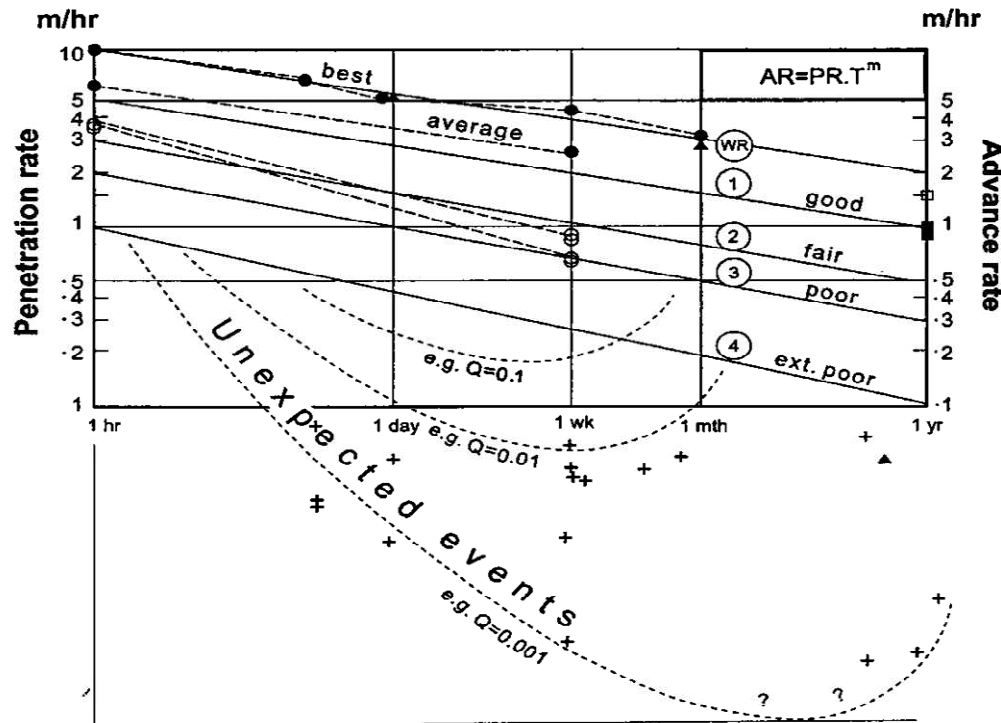 m/hr
m/hr
10
best
AR=PR.Tᵐ
5
5
4
average
4
3
WR
3
2
1
2
good
1
2
1
fair
Penetration rate
Advance rate
·5
3
poor
·5
·4
·4
·3
·3
·2
e.g. Q=0.1
4
ext. poor
·2
1
·1
1 hr
1 day
1 wk
1 mth
1 yr
e.g. Q=0.01
Unexpected events
e.g. Q=0.001
?
?